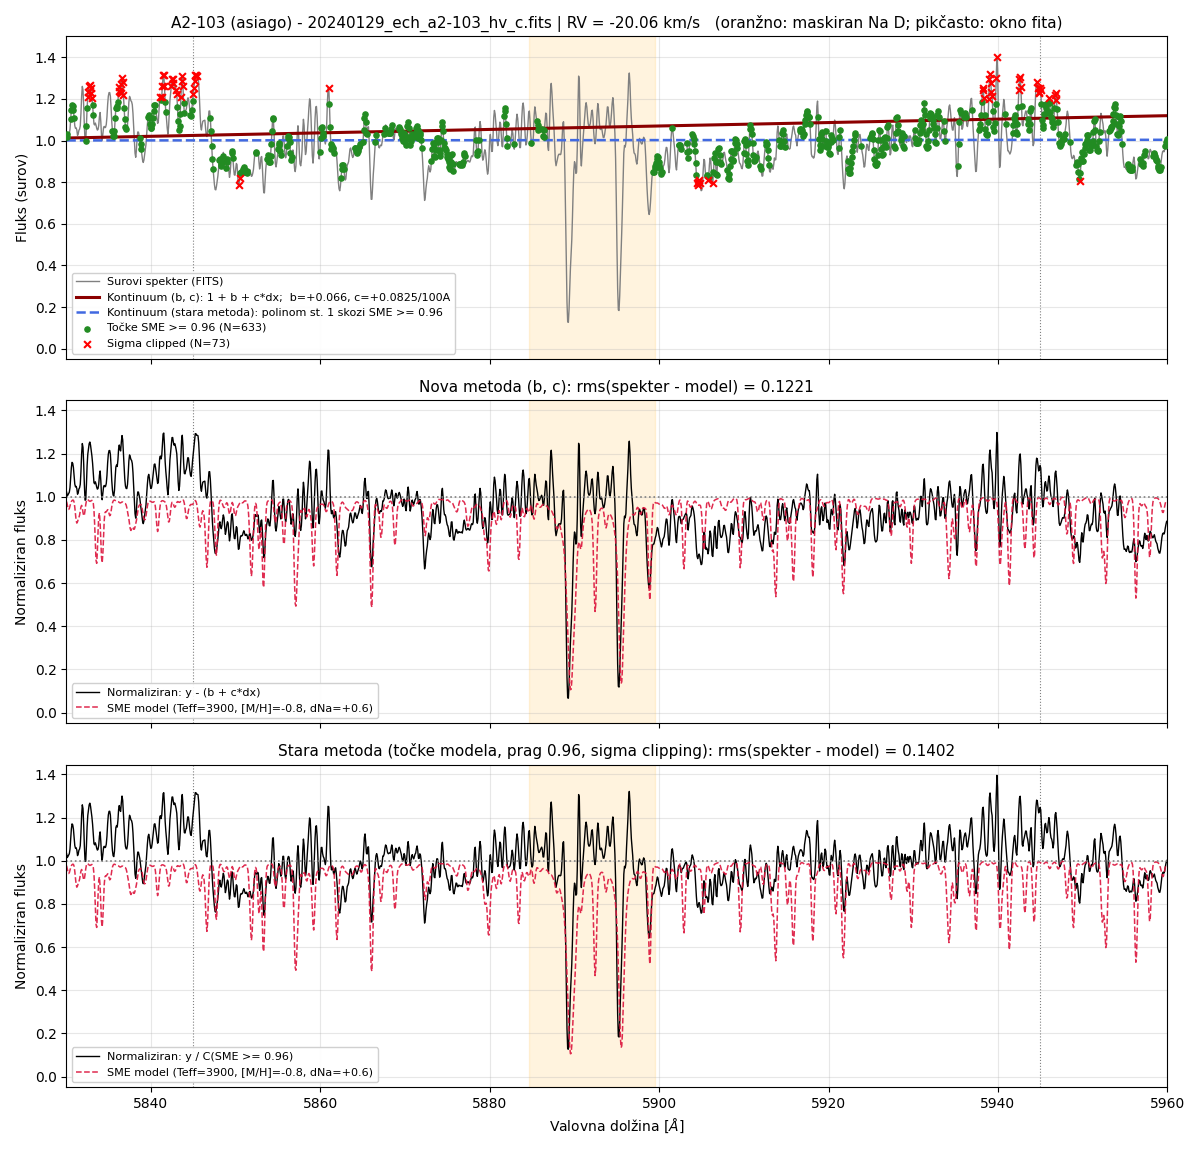 A2-103 (asiago) - 20240129_ech_a2-103_hv_c.fits | RV = -20.06 km/s   (oranžno: maskiran Na D; pikčasto: okno fita)
1.4
1.2
1.0
0.8
0.6
0.4
0.2
0.0
Fluks (surov)
Surovi spekter (FITS)
Kontinuum (b, c): 1 + b + c*dx;  b=+0.066, c=+0.0825/100A
Kontinuum (stara metoda): polinom st. 1 skozi SME >= 0.96
Točke SME >= 0.96 (N=633)
Sigma clipped (N=73)
Nova metoda (b, c): rms(spekter - model) = 0.1221
1.4
1.2
1.0
0.8
0.6
0.4
0.2
0.0
Normaliziran fluks
Normaliziran: y - (b + c*dx)
SME model (Teff=3900, [M/H]=-0.8, dNa=+0.6)
Stara metoda (točke modela, prag 0.96, sigma clipping): rms(spekter - model) = 0.1402
1.4
1.2
1.0
0.8
0.6
0.4
0.2
0.0
Normaliziran fluks
Normaliziran: y / C(SME >= 0.96)
SME model (Teff=3900, [M/H]=-0.8, dNa=+0.6)
5840 5860 5880 5900 5920 5940 5960
Valovna dolžina [Å]